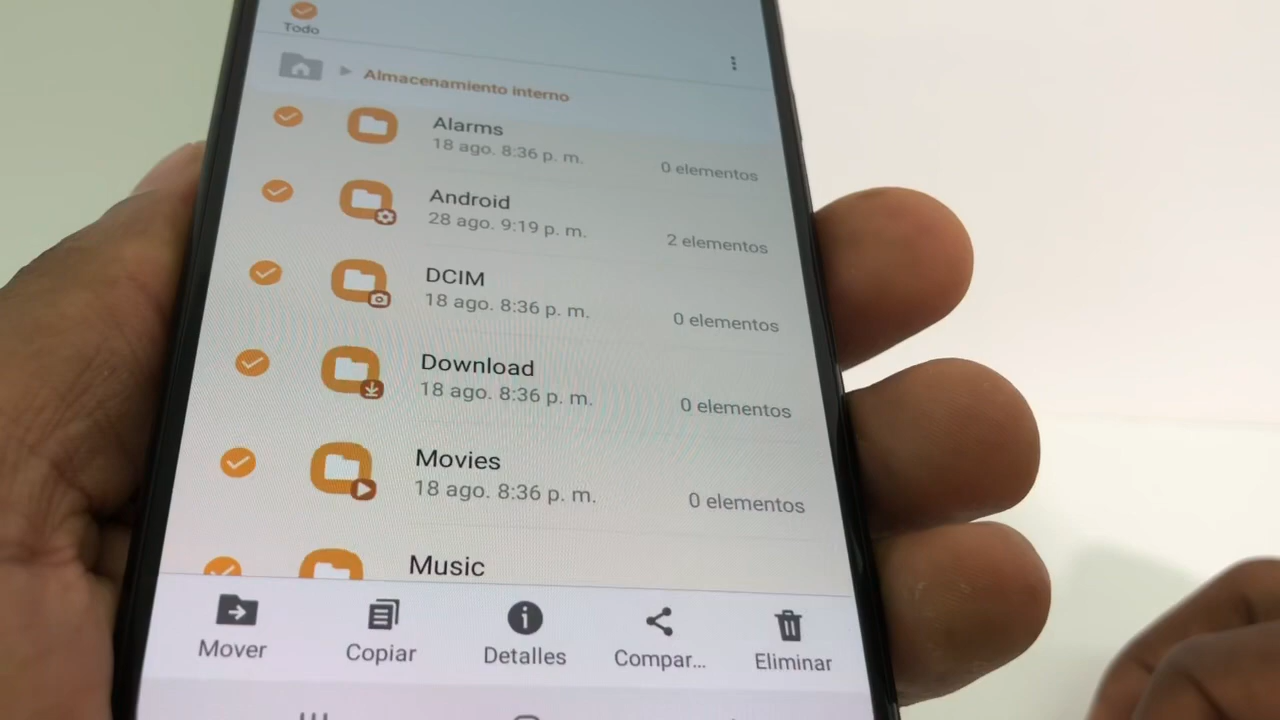 Todo
Almacenamiento interno
Alarms
18 ago. 8:36 p. m.
0 elementos
Android
28 ago. 9:19 p. m.
2 elementos
DCIM
18 ago. 8:36 p. m.
0 elementos
Download
18 ago. 8:36 p. m.
0 elementos
Movies
18 ago. 8:36 p. m.
0 elementos
Music
Mover
Copiar
Detalles
Compar...
Eliminar